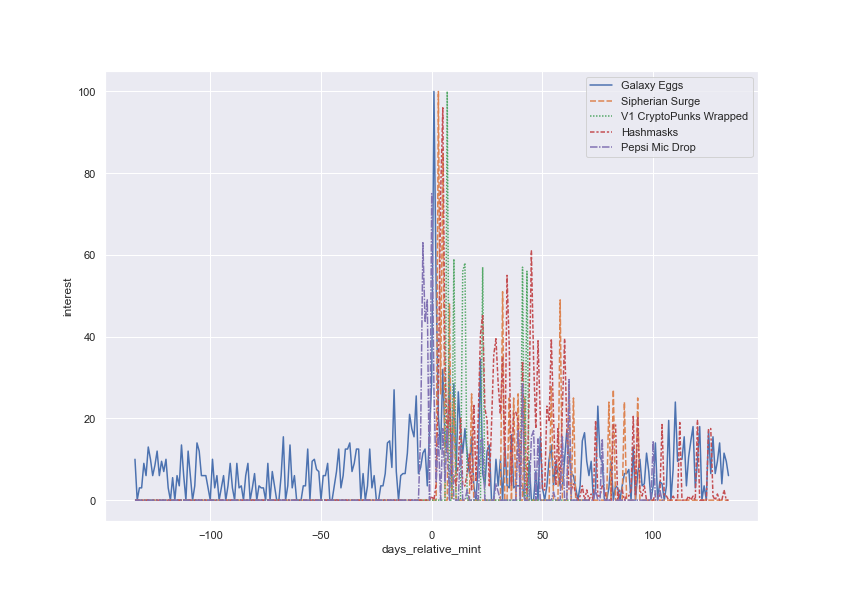 100
80
60
40
20
0
interest
−100
−50
0
50
100
days_relative_mint
Galaxy Eggs
Sipherian Surge
V1 CryptoPunks Wrapped
Hashmasks
Pepsi Mic Drop